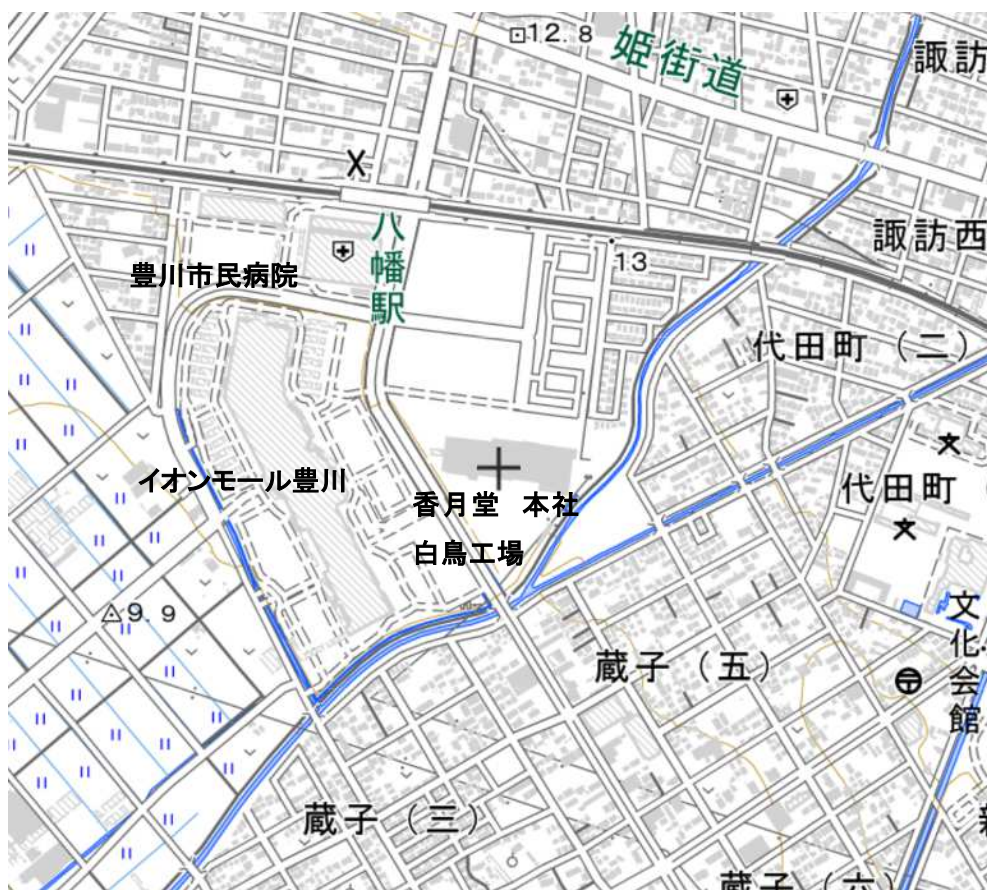 12.8
姫街道
諏訪
八幡駅
諏訪西
豊川市民病院
13
代田町（二）
イオンモール豊川
香月堂 本社
白鳥工場
代田町（
9.9
文化会館
蔵子（五）
蔵子（三）
蔵子（六）